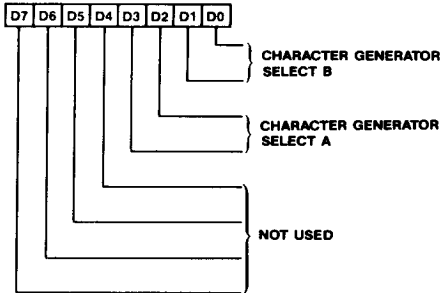 D7 D6 D5 D4 D3 D2 D1 D0
CHARACTER GENERATOR
SELECT B
CHARACTER GENERATOR
SELECT A
NOT USED